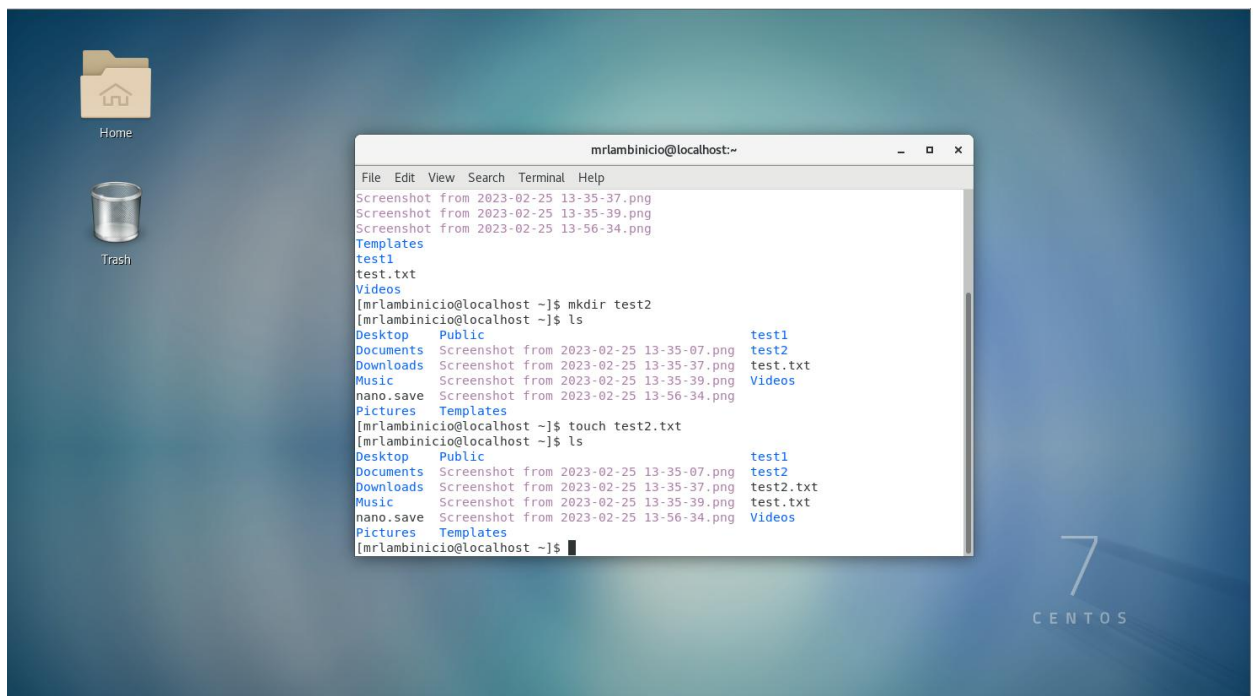 Home
Trash
mrlambinicio@localhost:~
File Edit View Search Terminal Help
Screenshot from 2023-02-25 13-35-37.png
Screenshot from 2023-02-25 13-35-39.png
Screenshot from 2023-02-25 13-56-34.png
Templates
test1
test.txt
Videos
[mrlambinicio@localhost ~]$ mkdir test2
[mrlambinicio@localhost ~]$ ls
Desktop Public test1
Documents Screenshot from 2023-02-25 13-35-07.png test2
Downloads Screenshot from 2023-02-25 13-35-37.png test.txt
Music Screenshot from 2023-02-25 13-35-39.png Videos
nano.save Screenshot from 2023-02-25 13-56-34.png
Pictures Templates
[mrlambinicio@localhost ~]$ touch test2.txt
[mrlambinicio@localhost ~]$ ls
Desktop Public test1
Documents Screenshot from 2023-02-25 13-35-07.png test2
Downloads Screenshot from 2023-02-25 13-35-37.png test2.txt
Music Screenshot from 2023-02-25 13-35-39.png test.txt
nano.save Screenshot from 2023-02-25 13-56-34.png Videos
Pictures Templates
[mrlambinicio@localhost ~]$
7
CENTOS